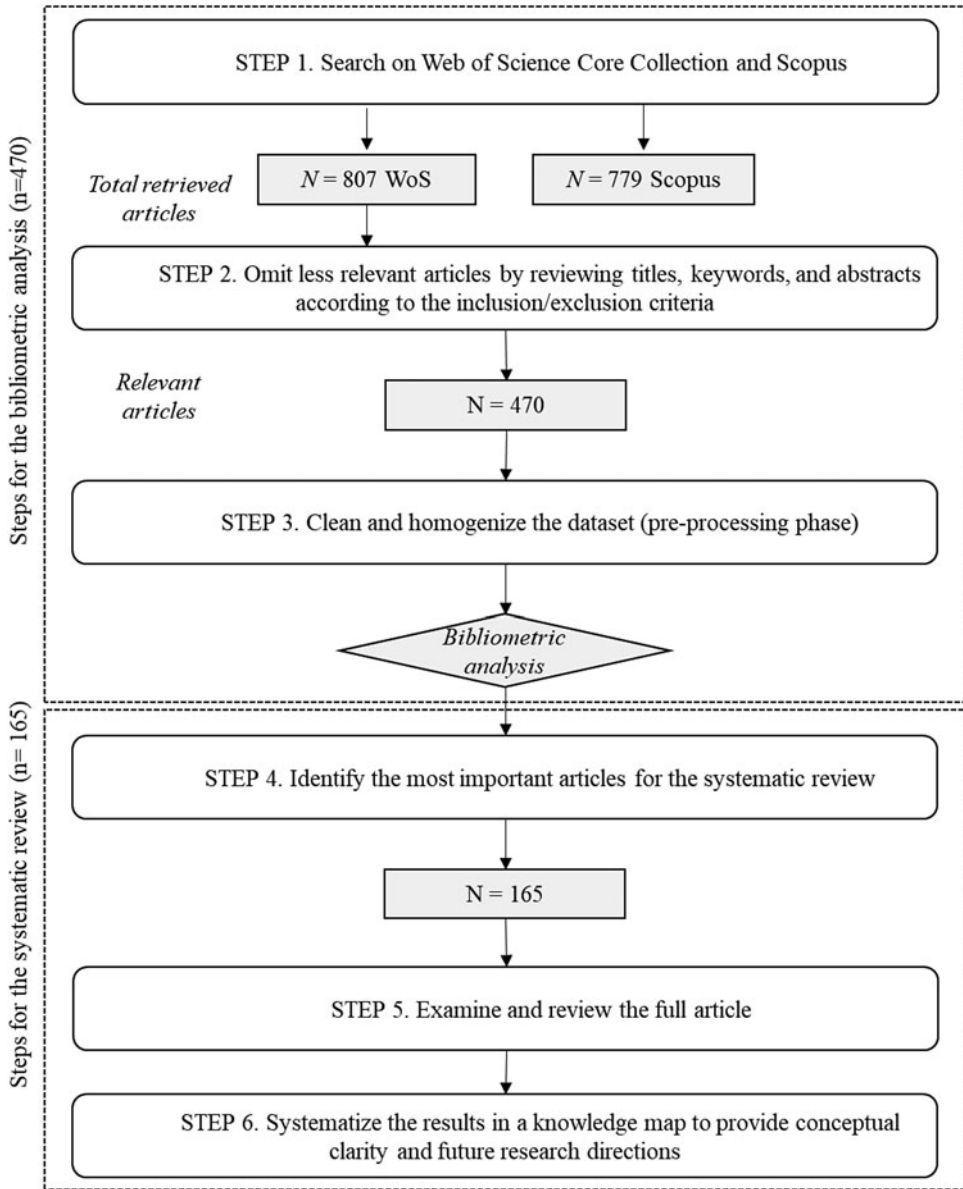 Steps for the bibliometric analysis (n=470)
STEP 1. Search on Web of Science Core Collection and Scopus
Total retrieved
articles
N = 807 WoS
N = 779 Scopus
STEP 2. Omit less relevant articles by reviewing titles, keywords, and abstracts
according to the inclusion/exclusion criteria
Relevant
articles
N = 470
STEP 3. Clean and homogenize the dataset (pre-processing phase)
Bibliometric
analysis
Steps for the systematic review (n= 165)
STEP 4. Identify the most important articles for the systematic review
N = 165
STEP 5. Examine and review the full article
STEP 6. Systematize the results in a knowledge map to provide conceptual
clarity and future research directions